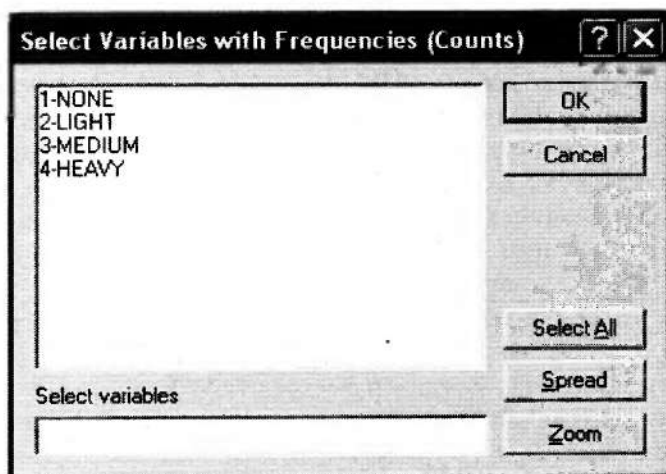 Select Variables with Frequencies (Counts)
1-NONE
2-LIGHT
3-MEDIUM
4-HEAVY
OK
Cancel
Select All
Spread
Zoom
Select variables